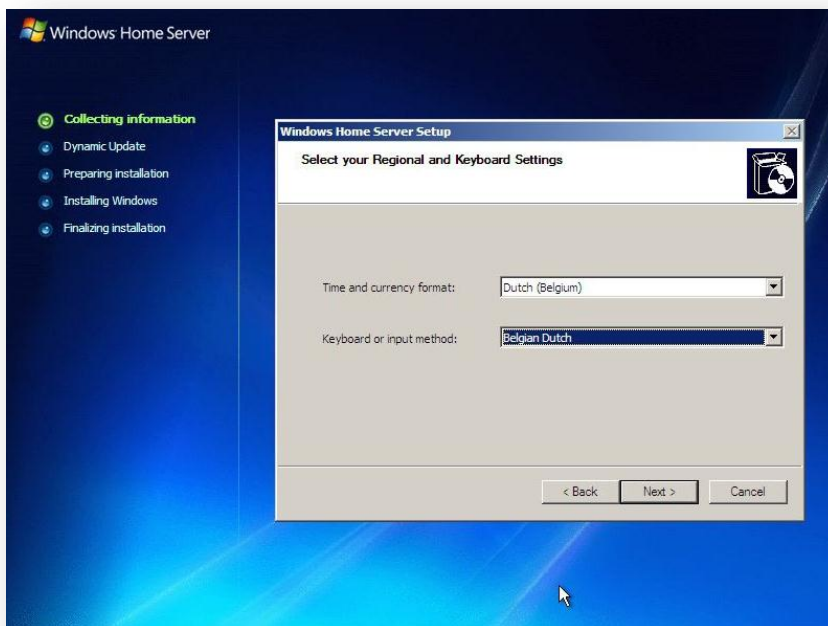 Windows Home Server
Collecting information
Dynamic Update
Preparing installation
Installing Windows
Finalizing installation
Windows Home Server Setup
Select your Regional and Keyboard Settings
Time and currency format: Dutch (Belgium)
Keyboard or input method: Belgian Dutch
< Back Next > Cancel